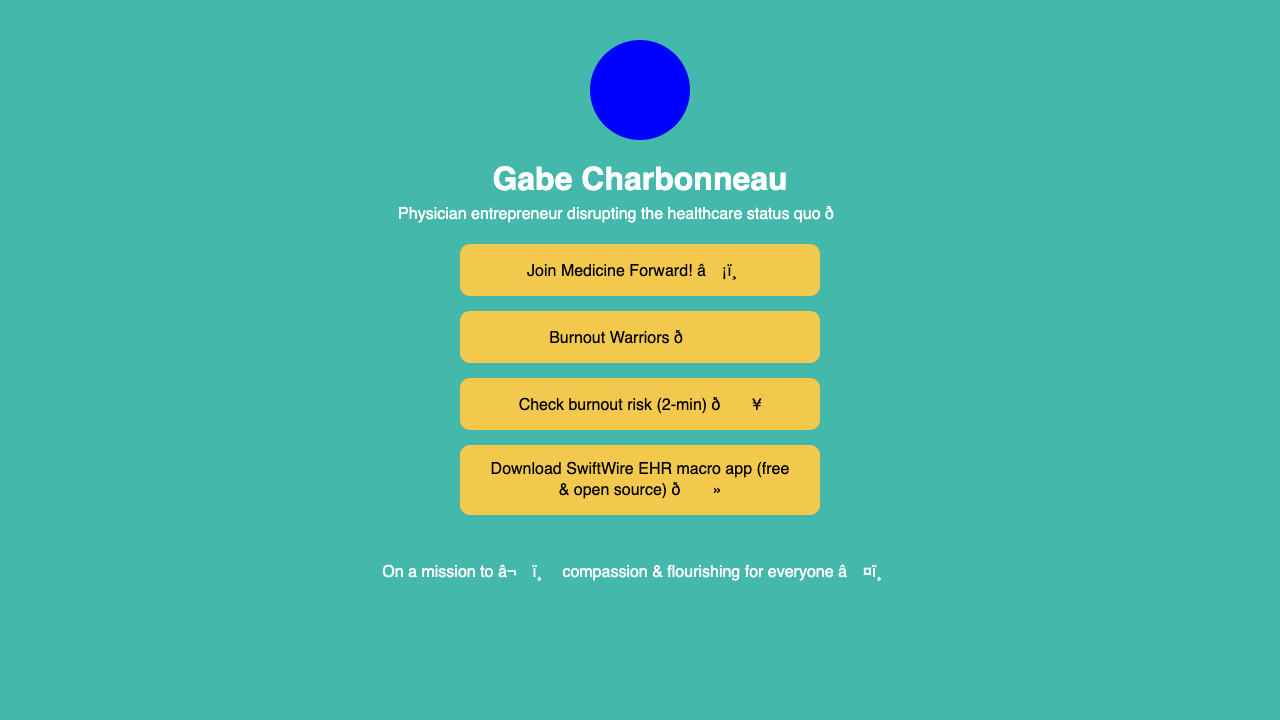 Gabe Charbonneau
Physician entrepreneur disrupting the healthcare status quo ð
Join Medicine Forward! â ¡ï¸
Burnout Warriors ð
Check burnout risk (2-min) ð ¥
Download SwiftWire EHR macro app (free
& open source) ð »
On a mission to â¬ ï¸ compassion & flourishing for everyone â ¤ï¸